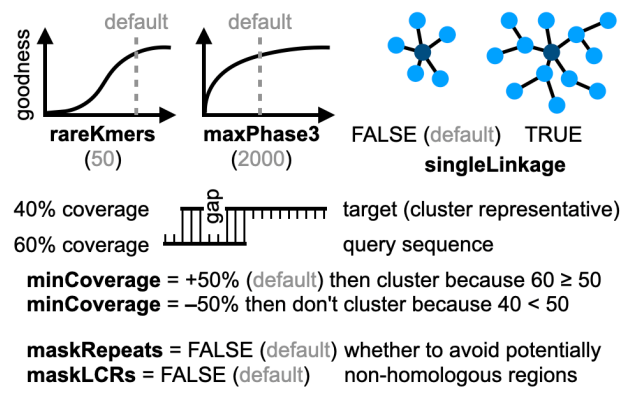 default
default
goodness
rareKmers
(50)
maxPhase3
(2000)
FALSE (default)
TRUE
singleLinkage
40% coverage
gap
target (cluster representative)
60% coverage
query sequence
minCoverage = +50% (default) then cluster because 60 ≥ 50
minCoverage = –50% then don't cluster because 40 < 50
maskRepeats = FALSE (default) whether to avoid potentially
maskLCRs = FALSE (default) non-homologous regions